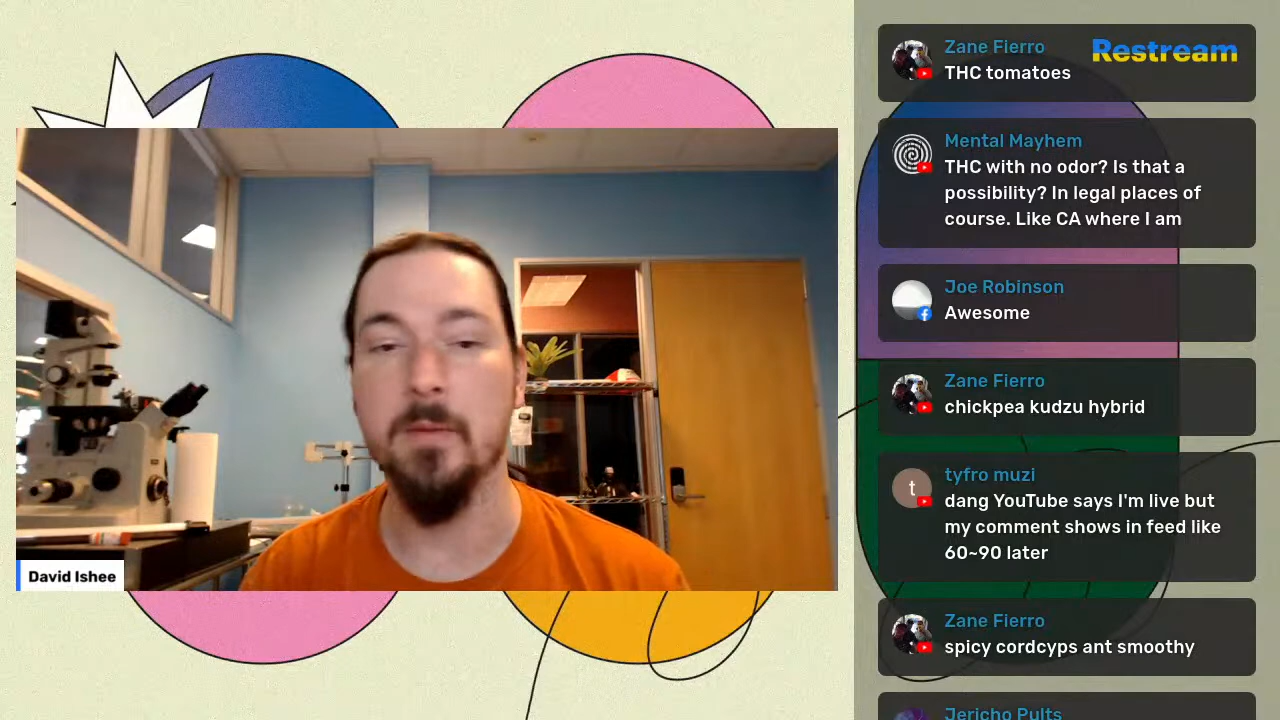 Restream
Zane Fierro
THC tomatoes
Mental Mayhem
THC with no odor? Is that a
possibility? In legal places of
course. Like CA where I am
Joe Robinson
Awesome
Zane Fierro
chickpea kudzu hybrid
t
tyfro muzi
dang YouTube says I'm live but
my comment shows in feed like
60~90 later
Zane Fierro
spicy cordcyps ant smoothy
Jericho Pults
David Ishee